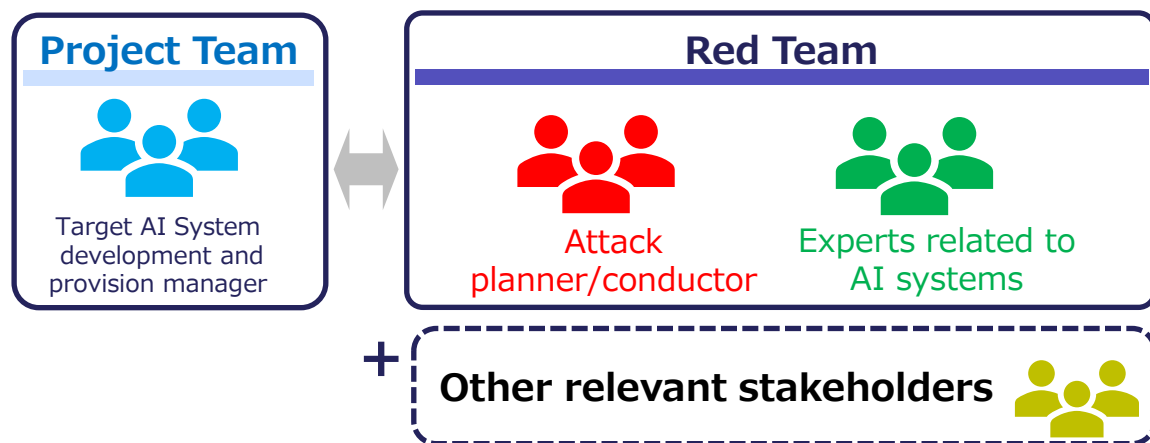 Project Team
Target AI System
development and
provision manager
Red Team
Attack
planner/conductor
Experts related to
AI systems
+
Other relevant stakeholders